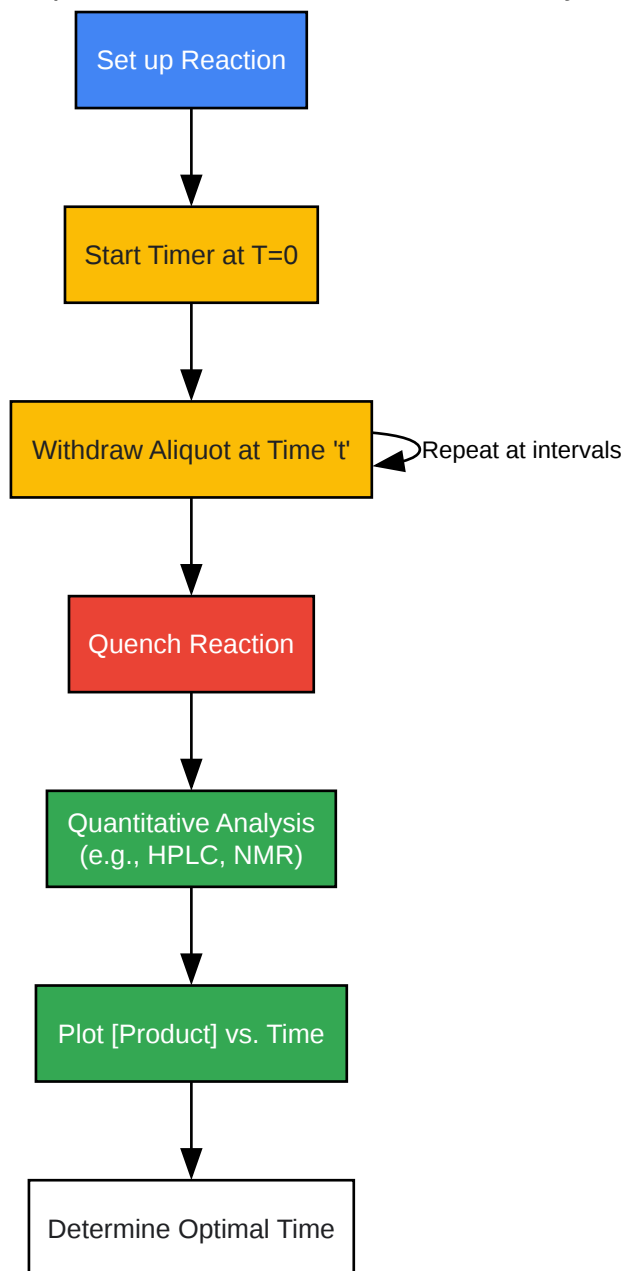 Set up Reaction
Start Timer at T=0
Withdraw Aliquot at Time 't'
Repeat at intervals
Quench Reaction
Quantitative Analysis
(e.g., HPLC, NMR)
Plot [Product] vs. Time
Determine Optimal Time